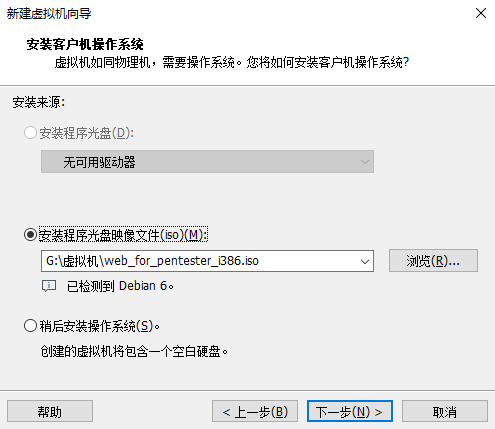 新建虚拟机向导
安装客户机操作系统
虚拟机如同物理机，需要操作系统。您将如何安装客户机操作系统?
安装来源:
安装程序光盘(D):
无可用驱动器
安装程序光盘映像文件(iso)(M):
G:\虚拟机\web_for_pentester_i386.iso
浏览(R)...
已检测到 Debian 6。
稍后安装操作系统(S)。
创建的虚拟机将包含一个空白硬盘。
帮助
< 上一步(B)
下一步(N) >
取消